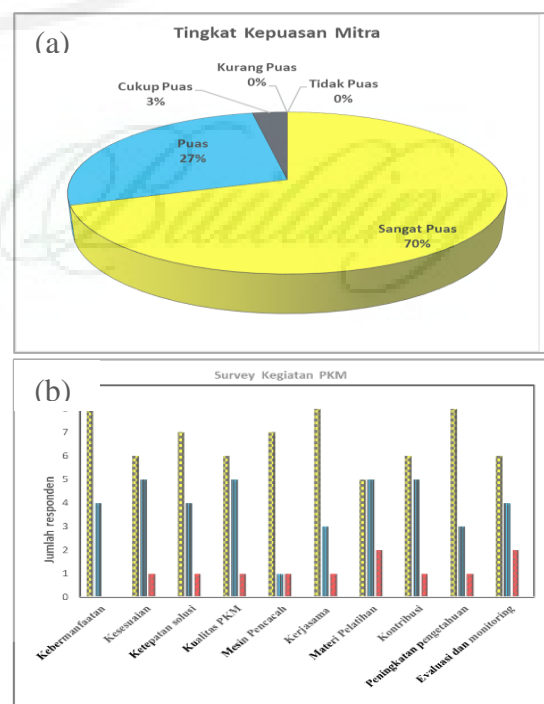 (a)
Tingkat Kepuasan Mitra
Kurang Puas
0%
Tidak Puas
0%
Cukup Puas
3%
Puas
27%
Sangat Puas
70%
Building
(b)
Survey Kegiatan PKM
Jumlah responden
7
6
5
4
3
2
1
0
Kebermanfaatan
Kesesuaian
Ketepatan solusi
Kualitas PKM
Mesin Pencacah
Kerjasama
Materi Pelatihan
Kontribusi
Peningkatan pengetahuan
Evaluasi dan monitoring